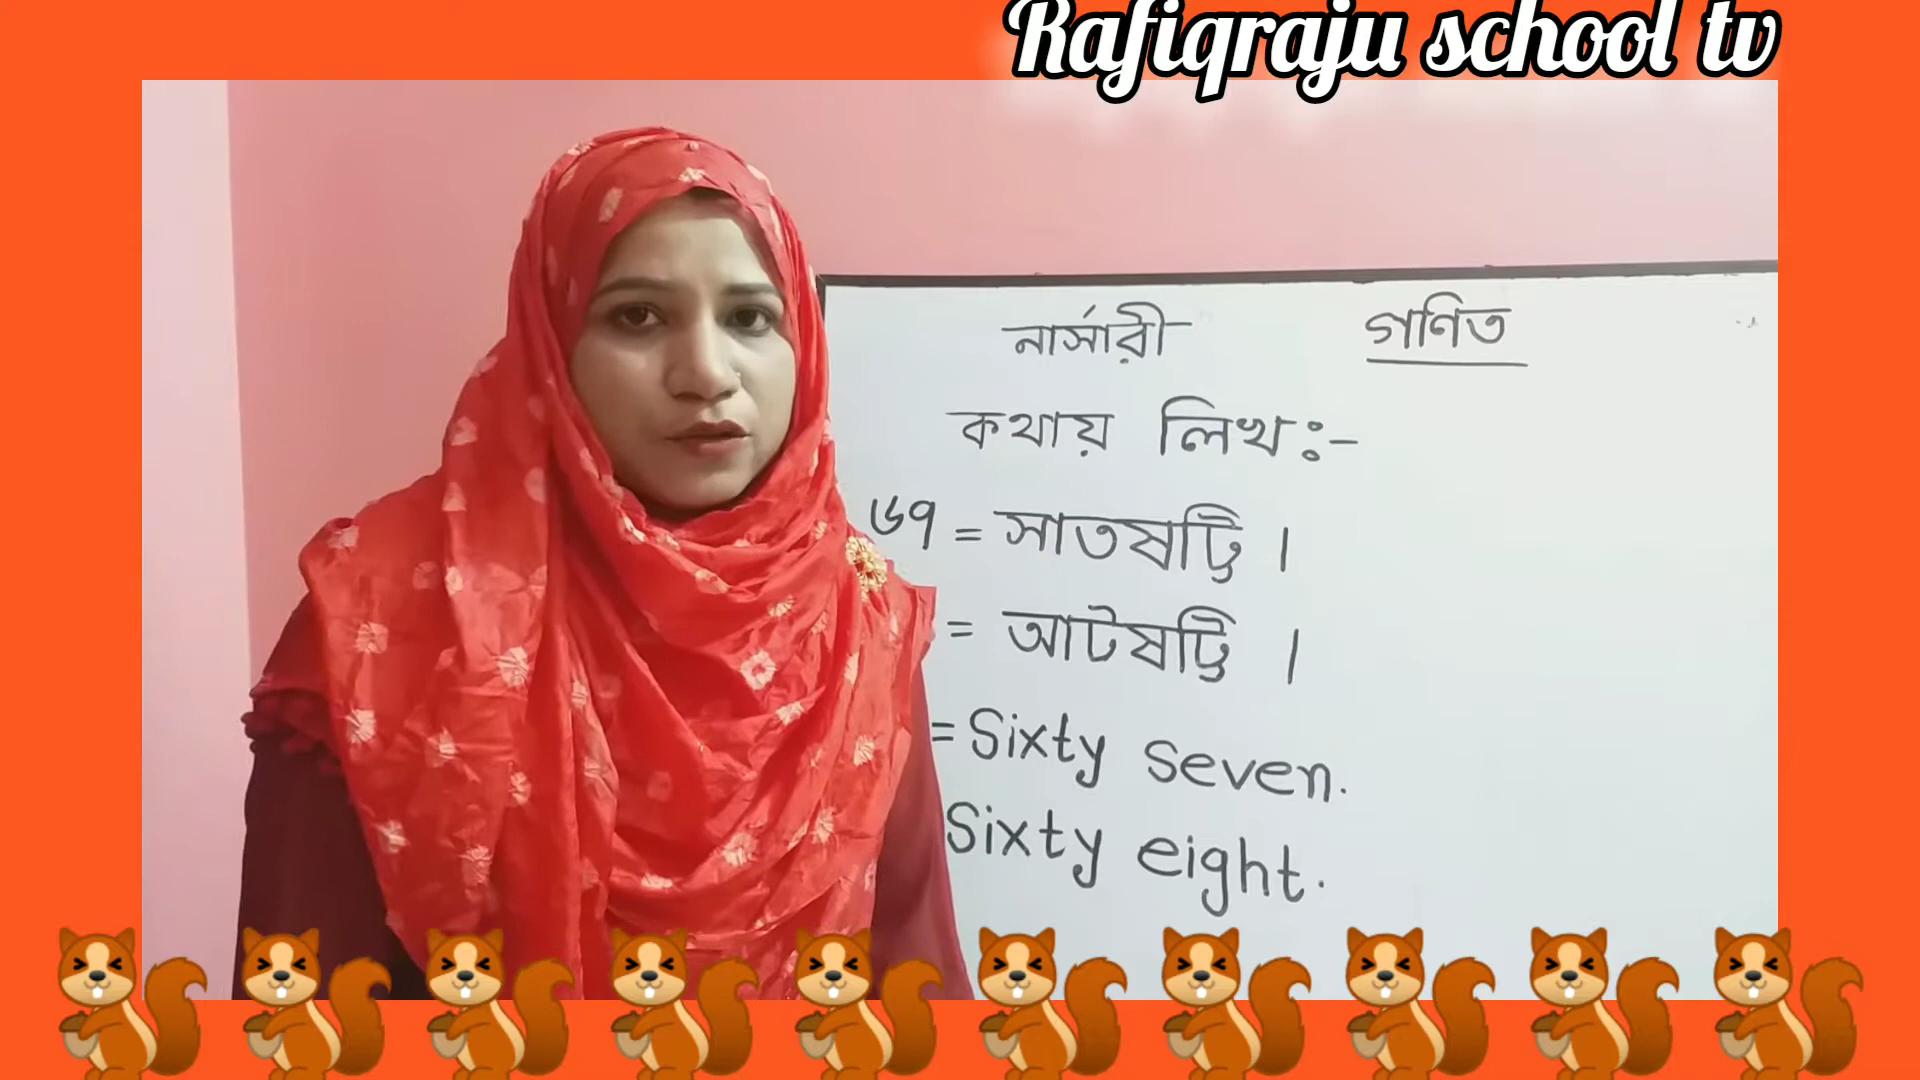 Rafiqraju school tv
নার্সারী গণিত
কথায় লিখঃ-
৬৭ = সাতষট্টি।
= আটষট্টি।
= Sixty seven.
Sixty eight.